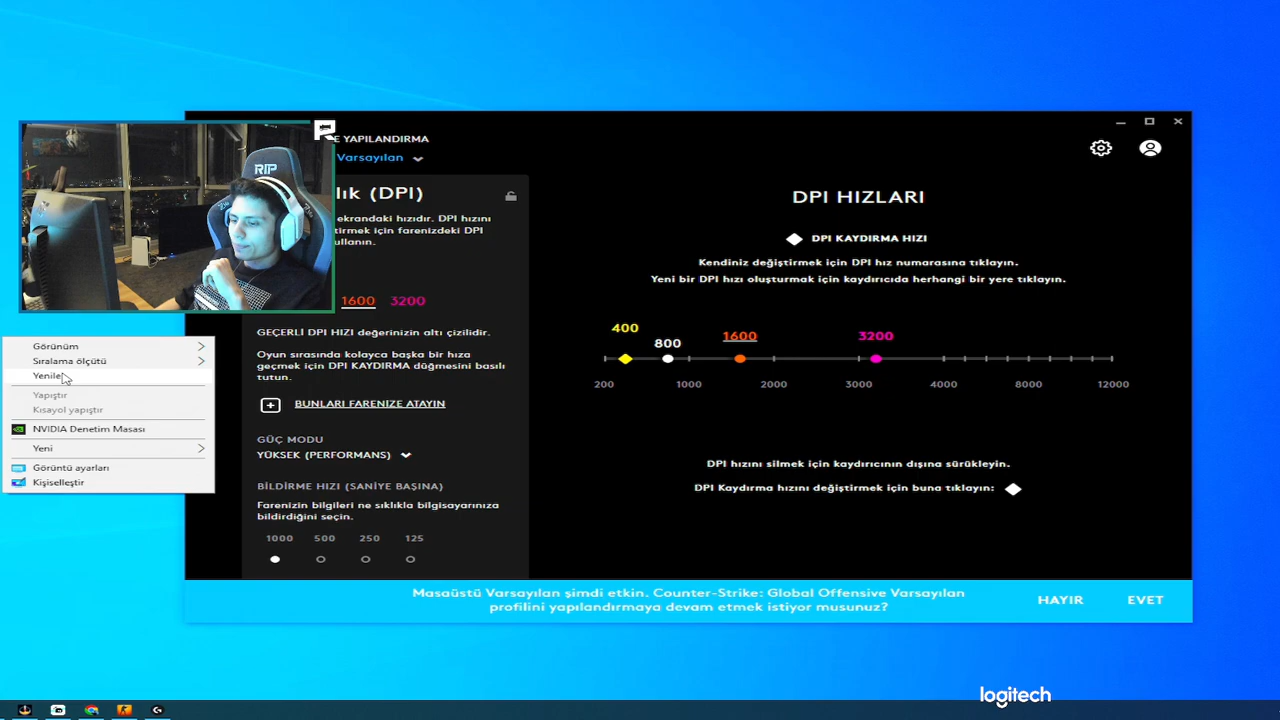 RIP
E YAPILANDIRMA
Varsayılan
lık (DPI)
ekrandaki hızıdır. DPI hızını
tirmek için farenizdeki DPI
ullanın.
1600 3200
GEÇERLİ DPI HIZI değerinizin altı çizilidir.
Oyun sırasında kolayca başka bir hıza
geçmek için DPI KAYDIRMA düğmesini basılı
tutun.
BUNLARI FARENIZE ATAYIN
GÜÇ MODU
YÜKSEK (PERFORMANS)
BİLDİRME HIZI (SANİYE BAŞINA)
Farenizin bilgileri ne sıklıkla bilgisayarınıza
bildirdiğini seçin.
1000 500 250 125
DPI HIZLARI
DPI KAYDIRMA HIZI
Kendiniz değiştirmek için DPI hız numarasına tıklayın.
Yeni bir DPI hızı oluşturmak için kaydırıcıda herhangi bir yere tıklayın.
400 800 1600 3200
200 1000 2000 3000 4000 8000 12000
DPI hızını silmek için kaydırıcının dışına sürükleyin.
DPI Kaydırma hızını değiştirmek için buna tıklayın:
Masaüstü Varsayılan şimdi etkin. Counter-Strike: Global Offensive Varsayılan
profilini yapılandırmaya devam etmek istiyor musunuz?
HAYIR EVET
Görünüm
Sıralama ölçütü
Yenile
Yapıştır
Kısayol yapıştır
NVIDIA Denetim Masası
Yeni
Görüntü ayarları
Kişiselleştir
logitech